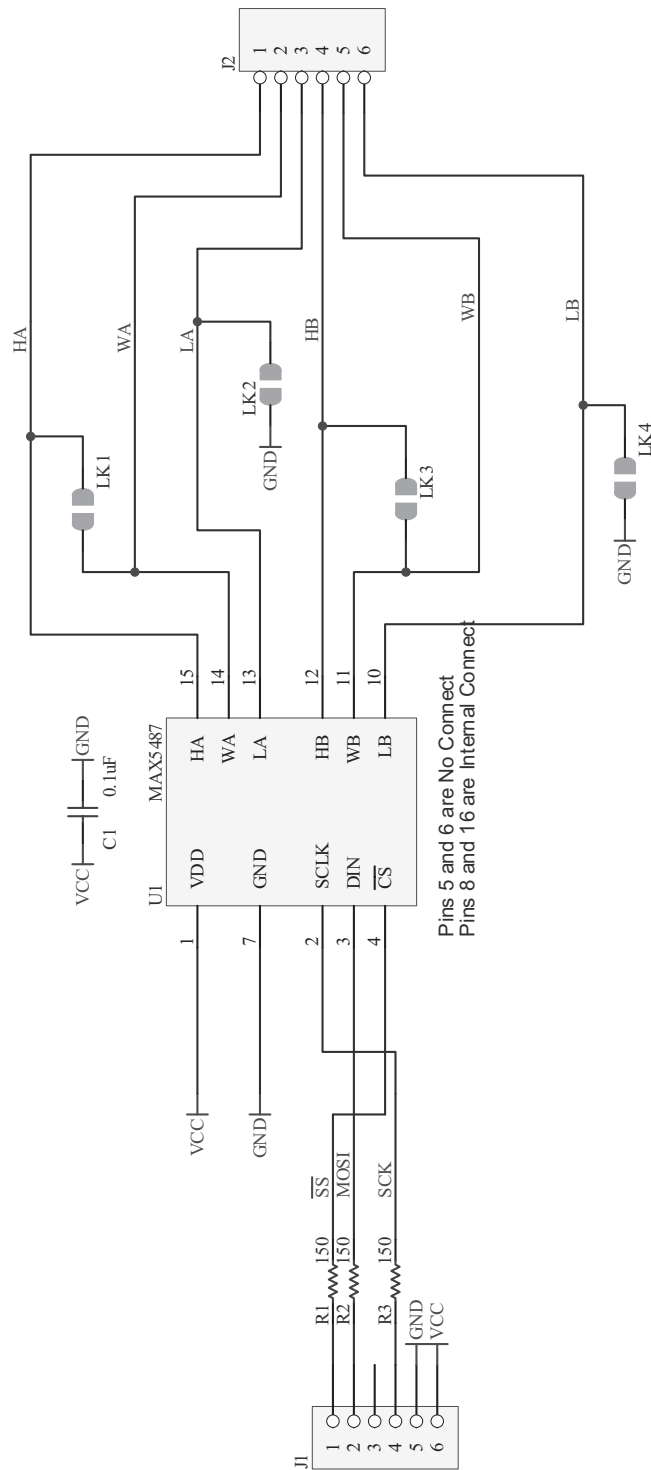 J1
1
2
3
4
5
6
R1 150 SS
R2 150 MOSI
R3 150 SCK
GND
VCC
VCC
GND
VCC
GND
C1 0.1uF
U1 MAX5487
1 VDD
7 GND
2 SCLK
3 DIN
4 CS
HA 15
WA 14
LA 13
HB 12
WB 11
LB 10
Pins 5 and 6 are No Connect
Pins 8 and 16 are Internal Connect
LK1
GND
LK2
LK3
GND
LK4
HA
WA
LA
HB
WB
LB
J2
1
2
3
4
5
6